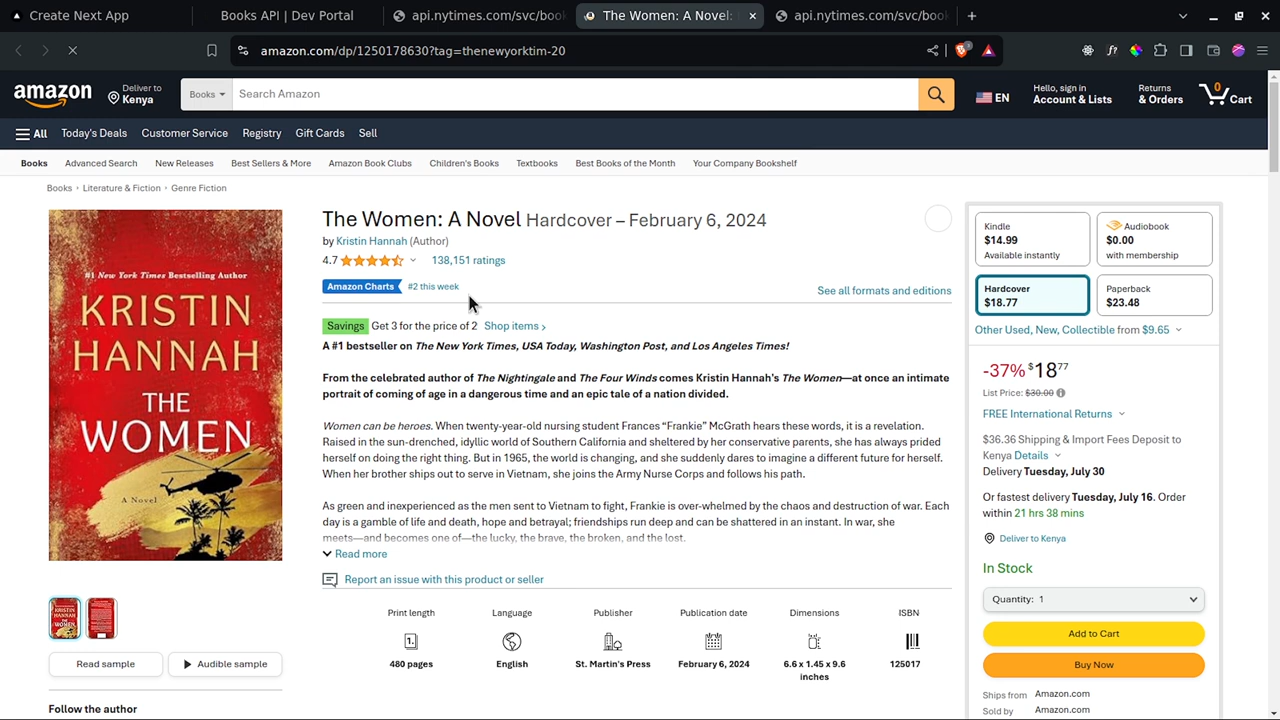 Create Next App
Books API | Dev Portal
api.nytimes.com/svc/book
The Women: A Novel:
api.nytimes.com/svc/book
amazon.com/dp/1250178630?tag=thenewyorktim-20
3
amazon
Deliver to
Kenya
Books
Search Amazon
EN
Hello, sign in
Account & Lists
Returns
& Orders
0
Cart
All
Today's Deals
Customer Service
Registry
Gift Cards
Sell
Books
Advanced Search
New Releases
Best Sellers & More
Amazon Book Clubs
Children's Books
Textbooks
Best Books of the Month
Your Company Bookshelf
Books › Literature & Fiction › Genre Fiction
#1 New York Times Bestselling Author
KRISTIN
HANNAH
THE
WOMEN
A Novel
Read sample
Audible sample
Follow the author
The Women: A Novel Hardcover – February 6, 2024
by Kristin Hannah (Author)
4.7
138,151 ratings
Amazon Charts #2 this week
See all formats and editions
Savings Get 3 for the price of 2 Shop items ›
A #1 bestseller on The New York Times, USA Today, Washington Post, and Los Angeles Times!
From the celebrated author of The Nightingale and The Four Winds comes Kristin Hannah's The Women—at once an intimate
portrait of coming of age in a dangerous time and an epic tale of a nation divided.
Women can be heroes. When twenty-year-old nursing student Frances “Frankie” McGrath hears these words, it is a revelation.
Raised in the sun-drenched, idyllic world of Southern California and sheltered by her conservative parents, she has always prided
herself on doing the right thing. But in 1965, the world is changing, and she suddenly dares to imagine a different future for herself.
When her brother ships out to serve in Vietnam, she joins the Army Nurse Corps and follows his path.
As green and inexperienced as the men sent to Vietnam to fight, Frankie is over-whelmed by the chaos and destruction of war. Each
day is a gamble of life and death, hope and betrayal; friendships run deep and can be shattered in an instant. In war, she
meets—and becomes one of—the lucky, the brave, the broken, and the lost.
Read more
Report an issue with this product or seller
Print length
480 pages
Language
English
Publisher
St. Martin's Press
Publication date
February 6, 2024
Dimensions
6.6 x 1.45 x 9.6
inches
ISBN
125017
Kindle
$14.99
Available instantly
Audiobook
$0.00
with membership
Hardcover
$18.77
Paperback
$23.48
Other Used, New, Collectible from $9.65
-37% $18 77
List Price: $30.00
FREE International Returns
$36.36 Shipping & Import Fees Deposit to
Kenya Details
Delivery Tuesday, July 30
Or fastest delivery Tuesday, July 16. Order
within 21 hrs 38 mins
Deliver to Kenya
In Stock
Quantity: 1
Add to Cart
Buy Now
Ships from Amazon.com
Sold by Amazon.com